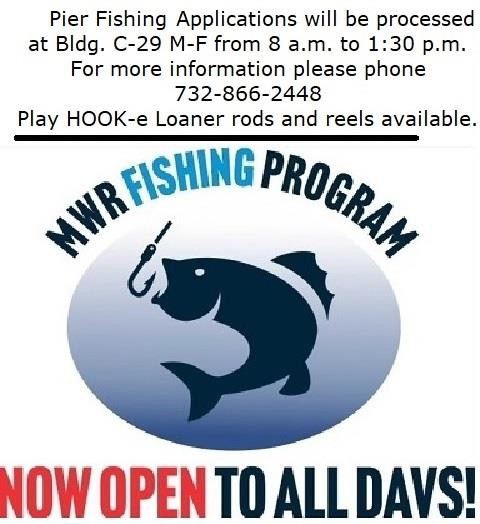 Pier Fishing Applications will be processed
at Bldg. C-29 M-F from 8 a.m. to 1:30 p.m.
For more information please phone
732-866-2448
Play HOOK-e Loaner rods and reels available.
MWR FISHING PROGRAM
NOW OPEN TO ALL DAVS!